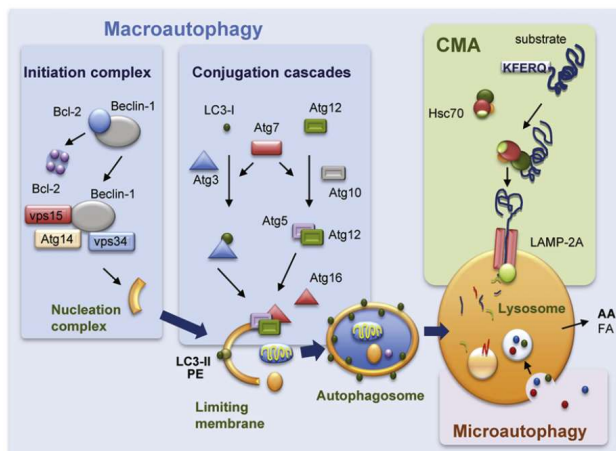 Macroautophagy
Initiation complex
Bcl-2
Beclin-1
Bcl-2
Beclin-1
vps15
Atg14
vps34
Nucleation
complex
Conjugation cascades
LC3-I
Atg12
Atg7
Atg3
Atg10
Atg5
Atg12
Atg16
LC3-II
PE
Limiting
membrane
Autophagosome
CMA
substrate
KFERQ
Hsc70
LAMP-2A
Lysosome
AA
FA
Microautophagy